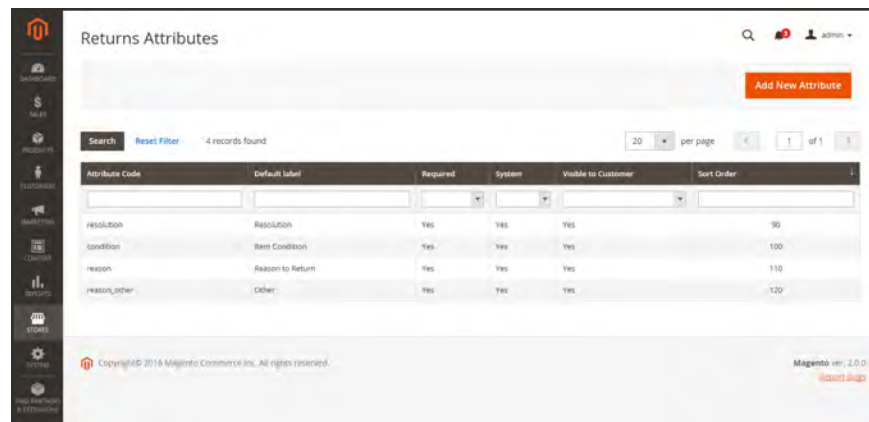 Returns Attributes
3
admin
DASHBOARD
Add New Attribute
$
SALES
Search Reset Filter 4 records found 20 per page 1 of 1
PRODUCTS
Attribute Code Default label Required System Visible to Customer Sort Order
CUSTOMERS
MARKETING
resolution Resolution Yes Yes Yes 90
condition Item Condition Yes Yes Yes 100
CONTENT
reason Reason to Return Yes Yes Yes 110
reason_other Other Yes Yes Yes 120
REPORTS
STORES
SYSTEM
Copyright© 2016 Magento Commerce Inc. All rights reserved. Magento ver. 2.0.0
Report Bugs
FIND PARTNERS
& EXTENSIONS